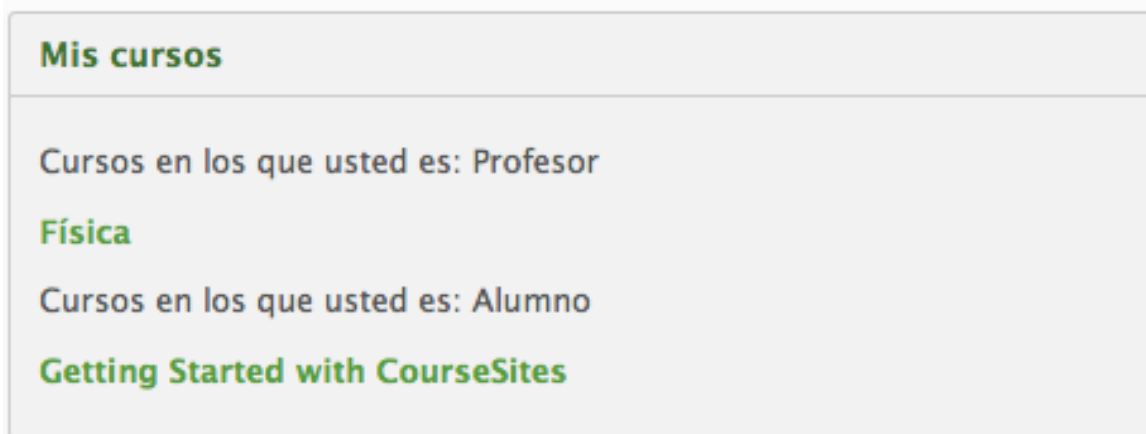 Mis cursos
Cursos en los que usted es: Profesor
Física
Cursos en los que usted es: Alumno
Getting Started with CourseSites